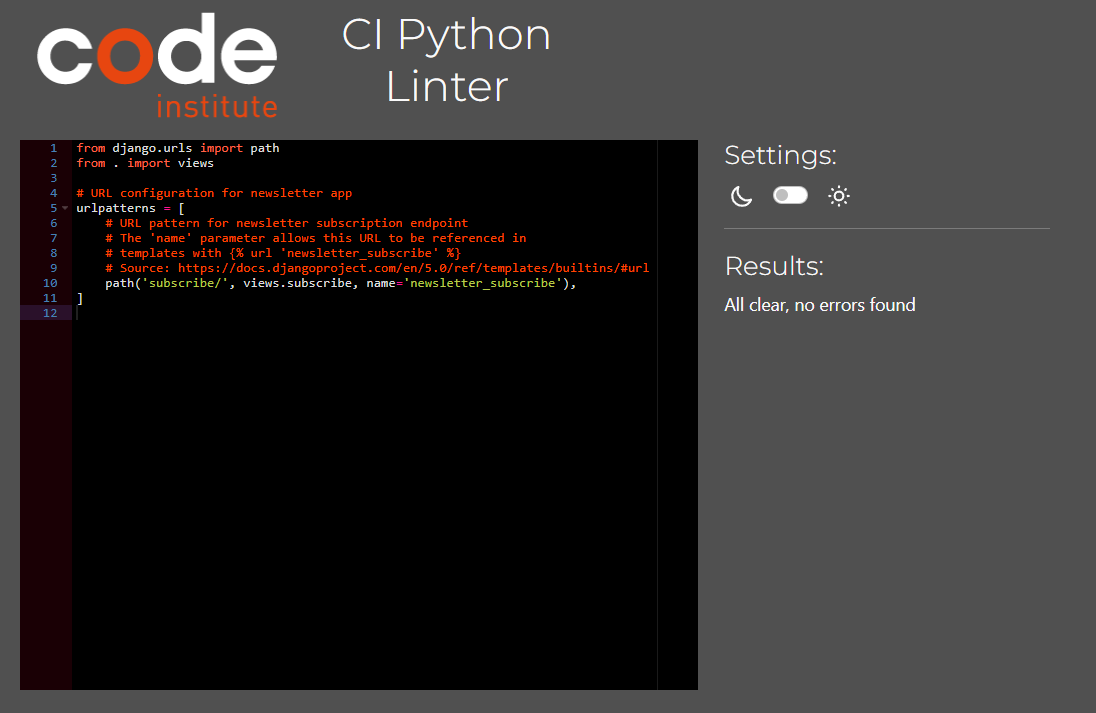 code
institute
CI Python
Linter
1 from django.urls import path
2 from . import views
3
4 # URL configuration for newsletter app
5 urlpatterns = [
6     # URL pattern for newsletter subscription endpoint
7     # The 'name' parameter allows this URL to be referenced in
8     # templates with {% url 'newsletter_subscribe' %}
9     # Source: https://docs.djangoproject.com/en/5.0/ref/templates/builtins/#url
10     path('subscribe/', views.subscribe, name='newsletter_subscribe'),
11 ]
12
Settings:
Results:
All clear, no errors found